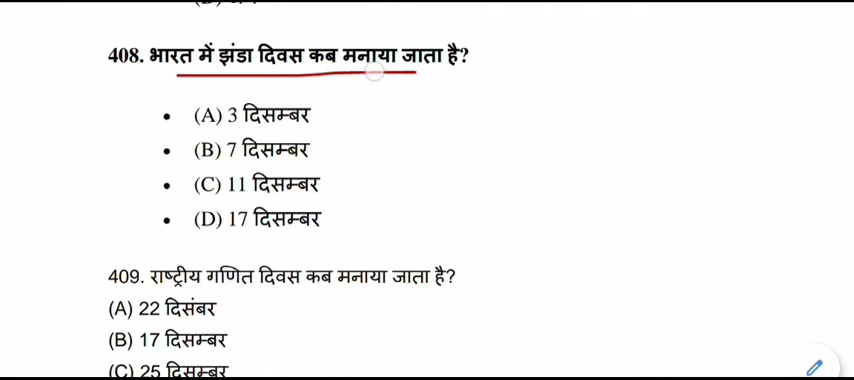 408. भारत में झंडा दिवस कब मनाया जाता है?
• (A) 3 दिसम्बर
• (B) 7 दिसम्बर
• (C) 11 दिसम्बर
• (D) 17 दिसम्बर
409. राष्ट्रीय गणित दिवस कब मनाया जाता है?
(A) 22 दिसंबर
(B) 17 दिसम्बर
(C) 25 दिसम्बर